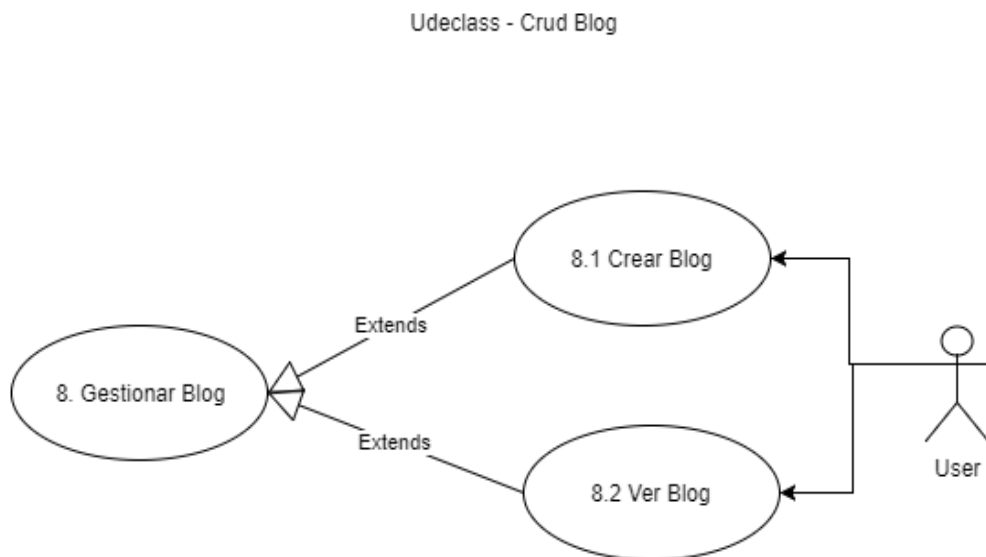 Udeclass - Crud Blog
8.1 Crear Blog
Extends
8. Gestionar Blog
Extends
User
8.2 Ver Blog